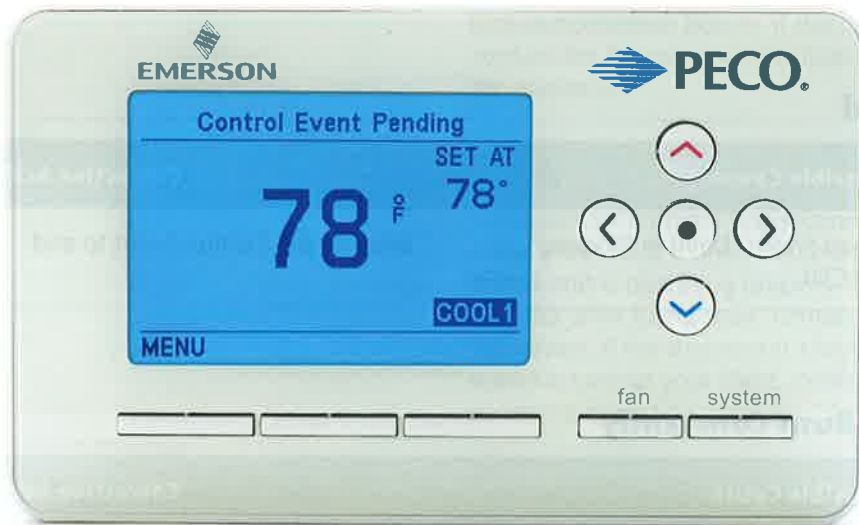 EMERSON
PECO.
Control Event Pending
SET AT
78 °F
78°
COOL1
MENU
fan system